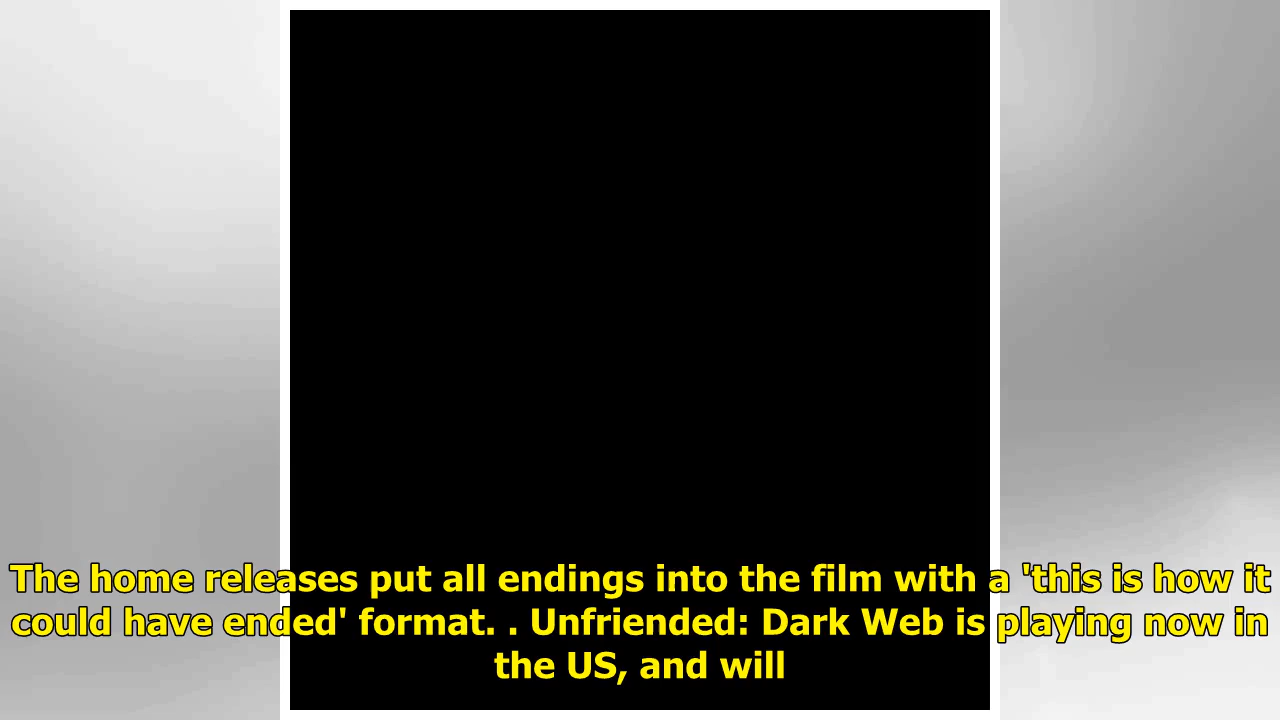 The home releases put all endings into the film with a 'this is how it
could have ended' format. . Unfriended: Dark Web is playing now in
the US, and will